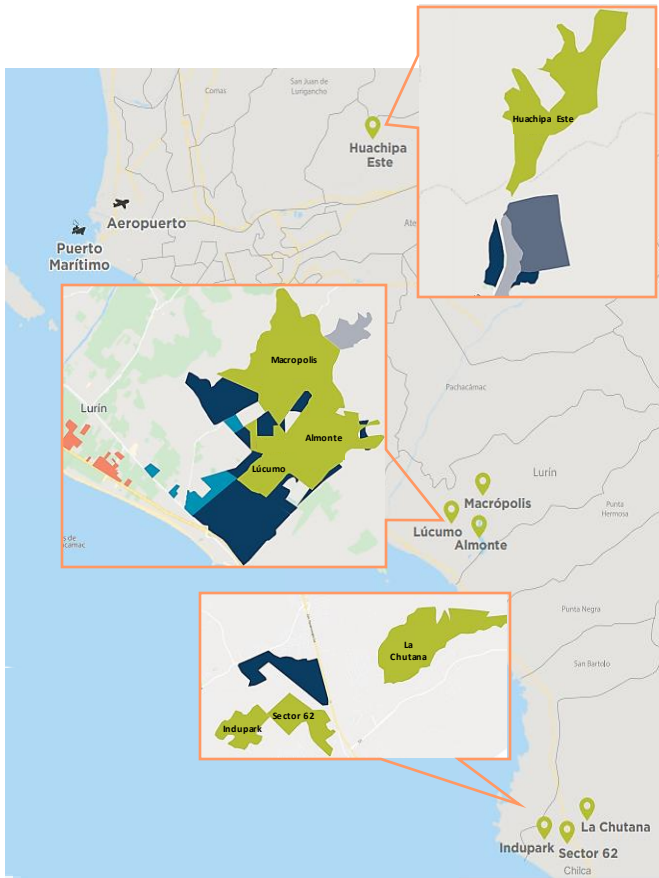 Comas
San Juan de
Lurigancho
Huachipa
Este
Huachipa Este
Aeropuerto
Puerto
Marítimo
Ate
Macropolis
Almonte
Lúcumo
Lurín
Pachacámac
Lurín
Macrópolis
Lúcumo
Almonte
Punta
Hermosa
Punta Negra
San Bartolo
La
Chutana
Sector 62
Indupark
La Chutana
Indupark
Sector 62
Chilca